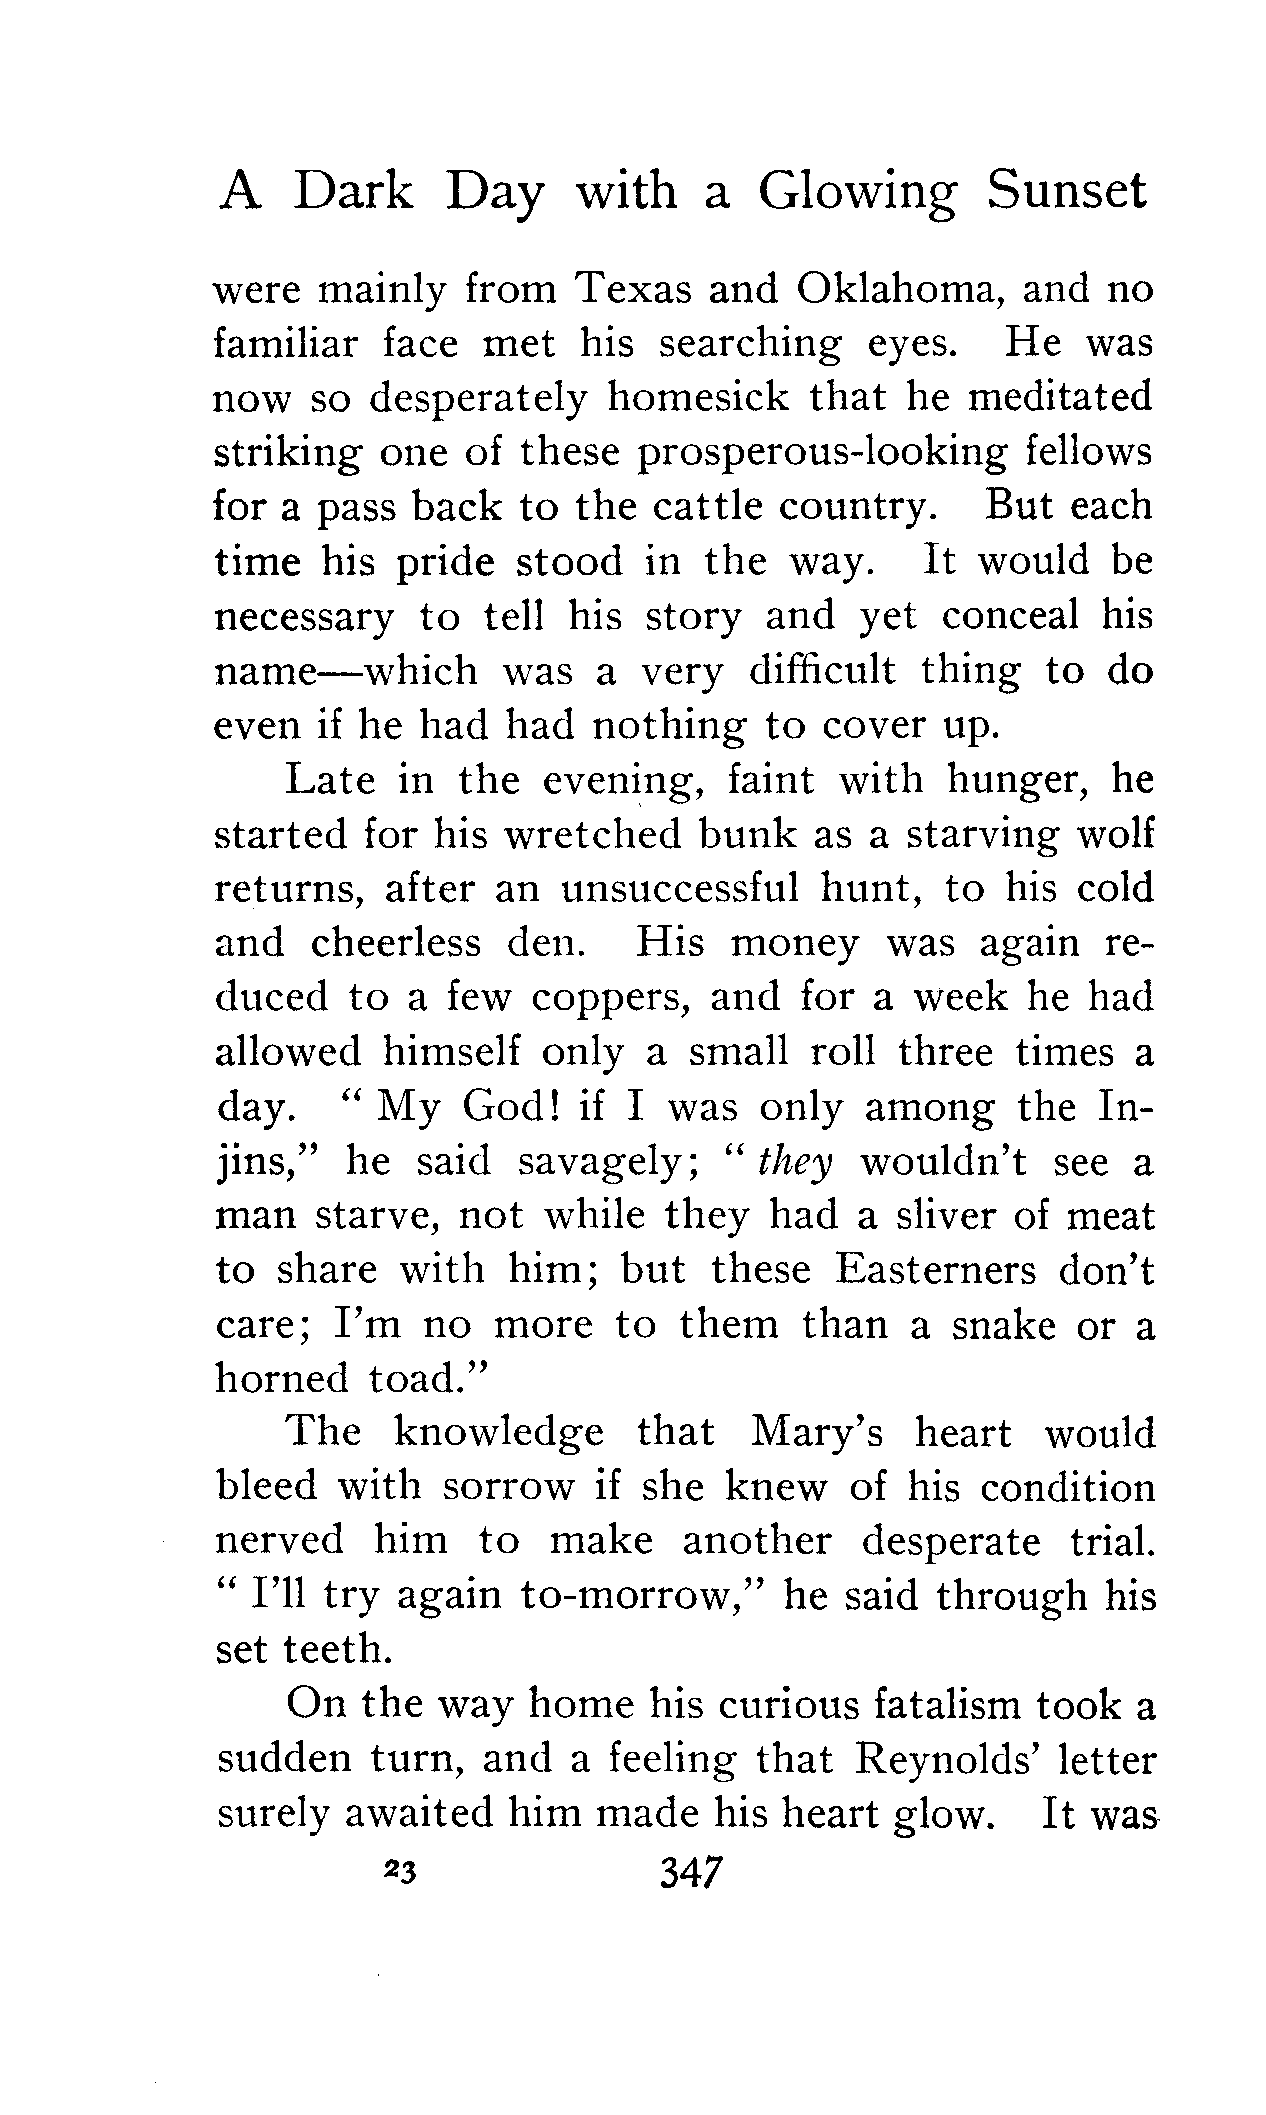 A Dark Day with a Glowing Sunset
were mainly from Texas and Oklahoma, and no
familiar face met his searching eyes. He was
now so desperately homesick that he meditated
striking one of these prosperous-looking fellows
for a pass back to the cattle country. But each
time his pride stood in the way. It would be
necessary to tell his story and yet conceal his
name—which was a very difficult thing to do
even if he had had nothing to cover up.
Late in the evening, faint with hunger, he
started for his wretched bunk as a starving wolf
returns, after an unsuccessful hunt, to his cold
and cheerless den. His money was again re-
duced to a few coppers, and for a week he had
allowed himself only a small roll three times a
day. " My God! if I was only among the In-
jins," he said savagely; " they wouldn't see a
man starve, not while they had a sliver of meat
to share with him; but these Easterners don't
care; I'm no more to them than a snake or a
horned toad."
The knowledge that Mary's heart would
bleed with sorrow if she knew of his condition
nerved him to make another desperate trial.
" I'll try again to-morrow," he said through his
set teeth.
On the way home his curious fatalism took a
sudden turn, and a feeling that Reynolds' letter
surely awaited him made his heart glow. It was
23 347